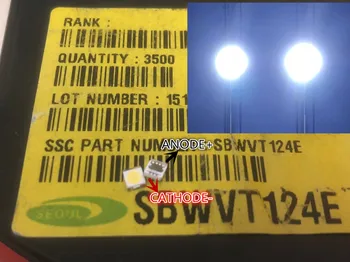 RANK :
QUANTITY : 3500
LOT NUMBER : 151
ANODE+
SSC PART NUM SBWVT124E
CATHODE-
SEOUL SBWVT124E